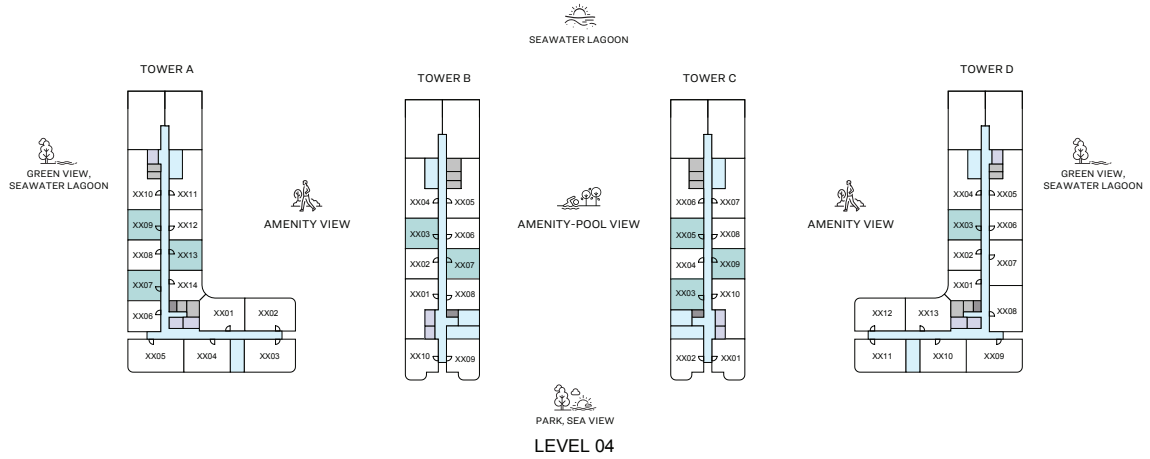 SEAWATER LAGOON
TOWER A
TOWER B
TOWER C
TOWER D
GREEN VIEW,
SEAWATER LAGOON
AMENITY VIEW
AMENITY-POOL VIEW
AMENITY VIEW
GREEN VIEW,
SEAWATER LAGOON
XX10 XX11
XX09 XX12
XX08 XX13
XX07 XX14
XX06 XX01 XX02
XX05 XX04 XX03
XX04 XX05
XX03 XX06
XX02 XX07
XX01 XX08
XX10 XX09
XX06 XX07
XX05 XX08
XX04 XX09
XX03 XX10
XX02 XX01
XX04 XX05
XX03 XX06
XX02 XX07
XX01
XX12 XX13 XX08
XX11 XX10 XX09
PARK, SEA VIEW
LEVEL 04